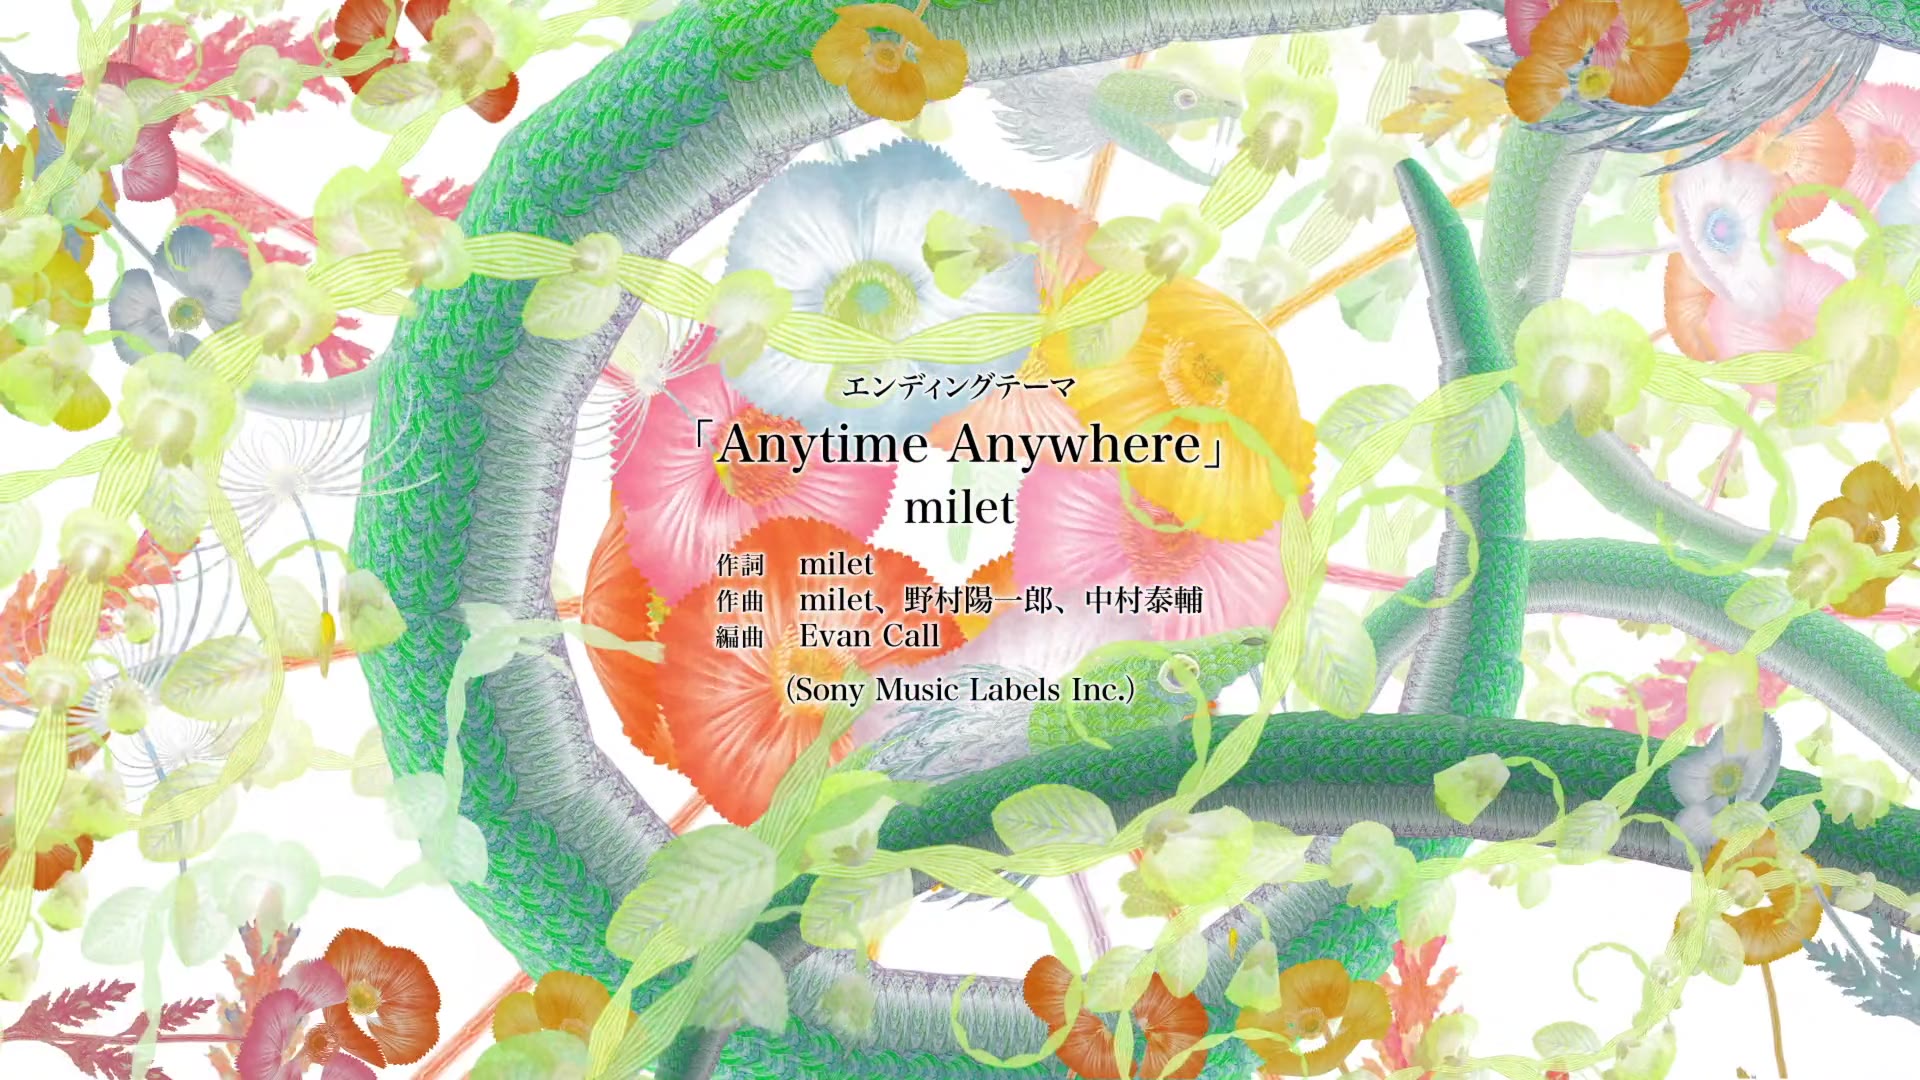 エンディングテーマ
「Anytime Anywhere」
milet
作詞 milet
作曲 milet、野村陽一郎、中村泰輔
編曲 Evan Call
(Sony Music Labels Inc.)